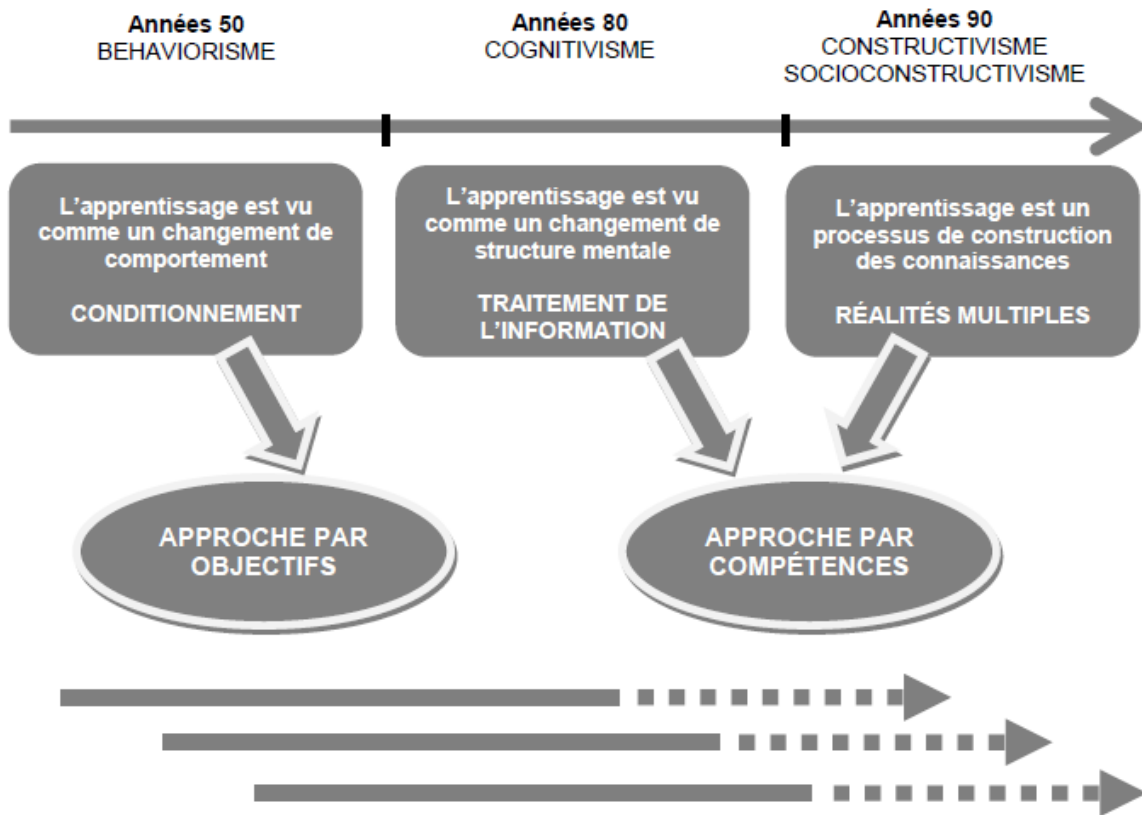 Années 50
BEHAVIORISME
Années 80
COGNITIVISME
Années 90
CONSTRUCTIVISME
SOCIOCONSTRUCTIVISME
L'apprentissage est vu
comme un changement de
comportement
CONDITIONNEMENT
L'apprentissage est vu
comme un changement de
structure mentale
TRAITEMENT DE
L'INFORMATION
L'apprentissage est un
processus de construction
des connaissances
RÉALITÉS MULTIPLES
APPROCHE PAR
OBJECTIFS
APPROCHE PAR
COMPÉTENCES